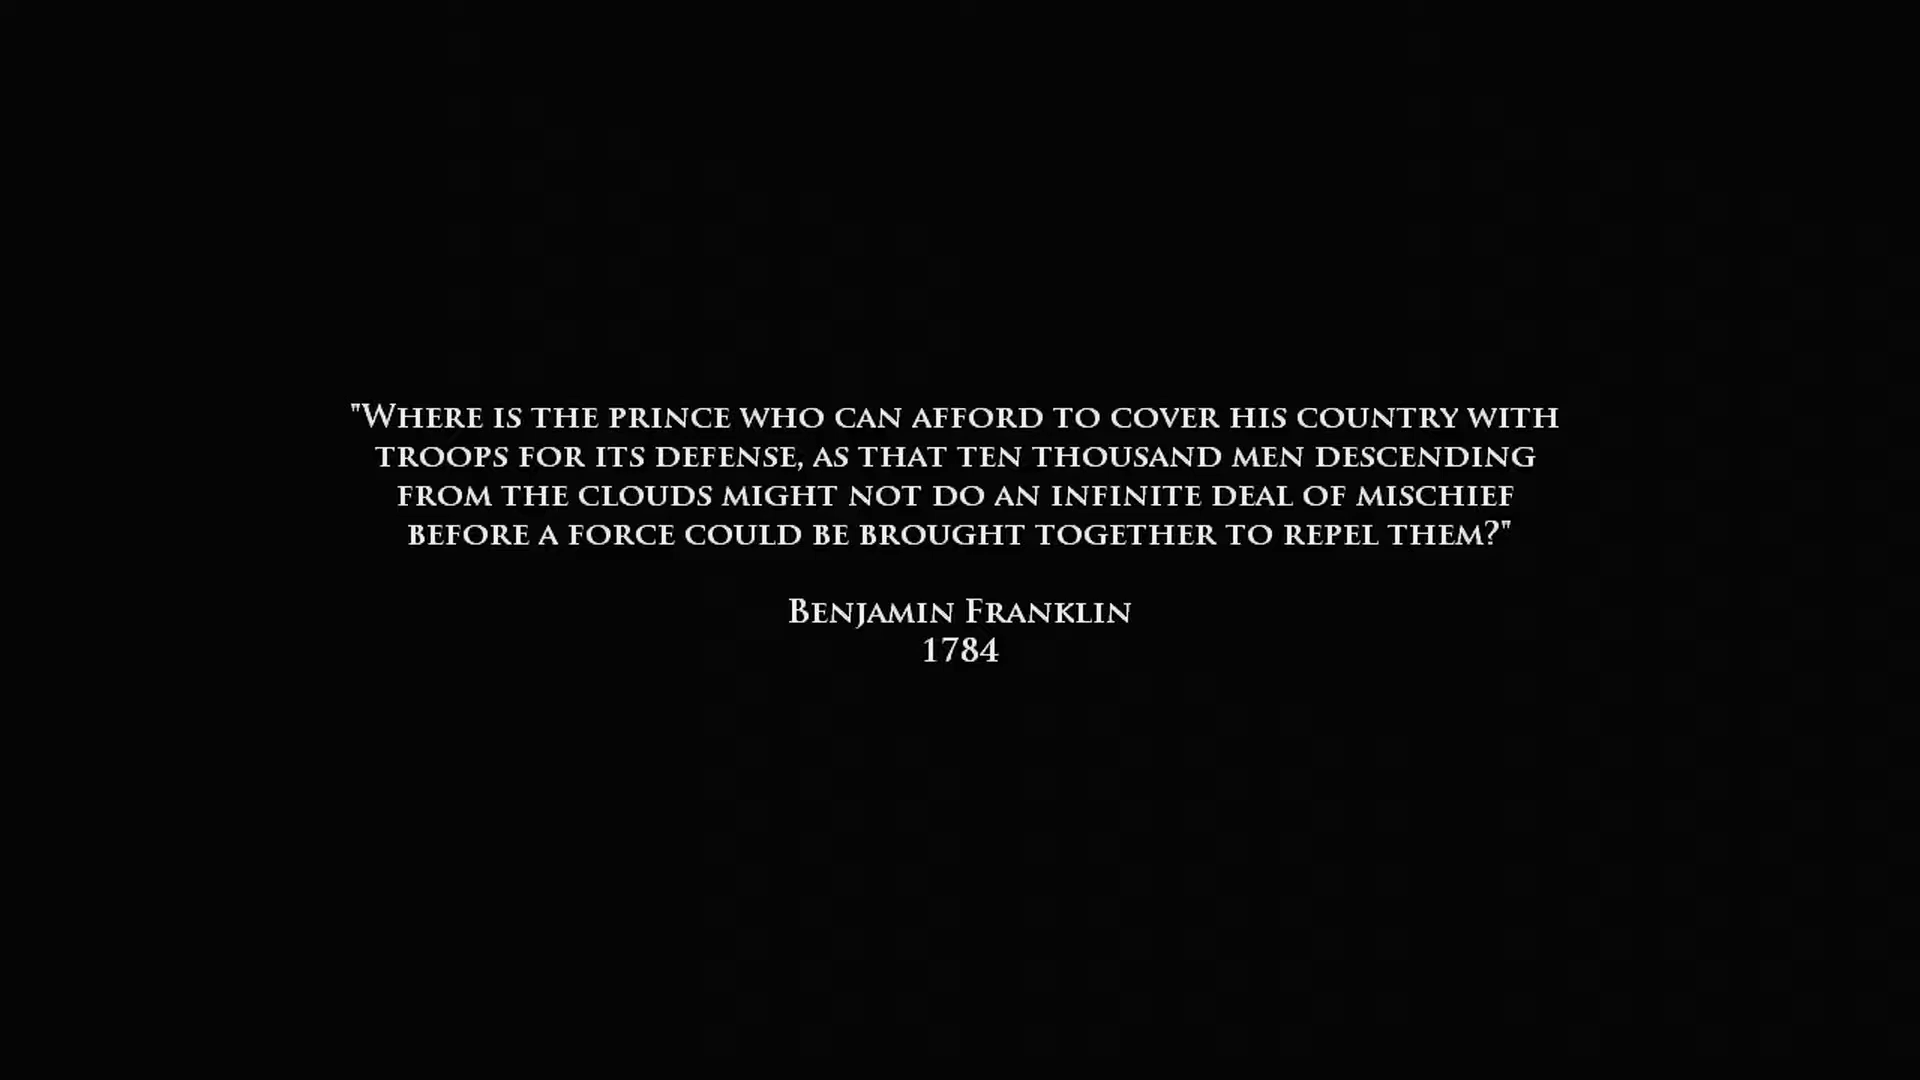 "Where is the prince who can afford to cover his country with
troops for its defense, as that ten thousand men descending
from the clouds might not do an infinite deal of mischief
before a force could be brought together to repel them?"
Benjamin Franklin
1784